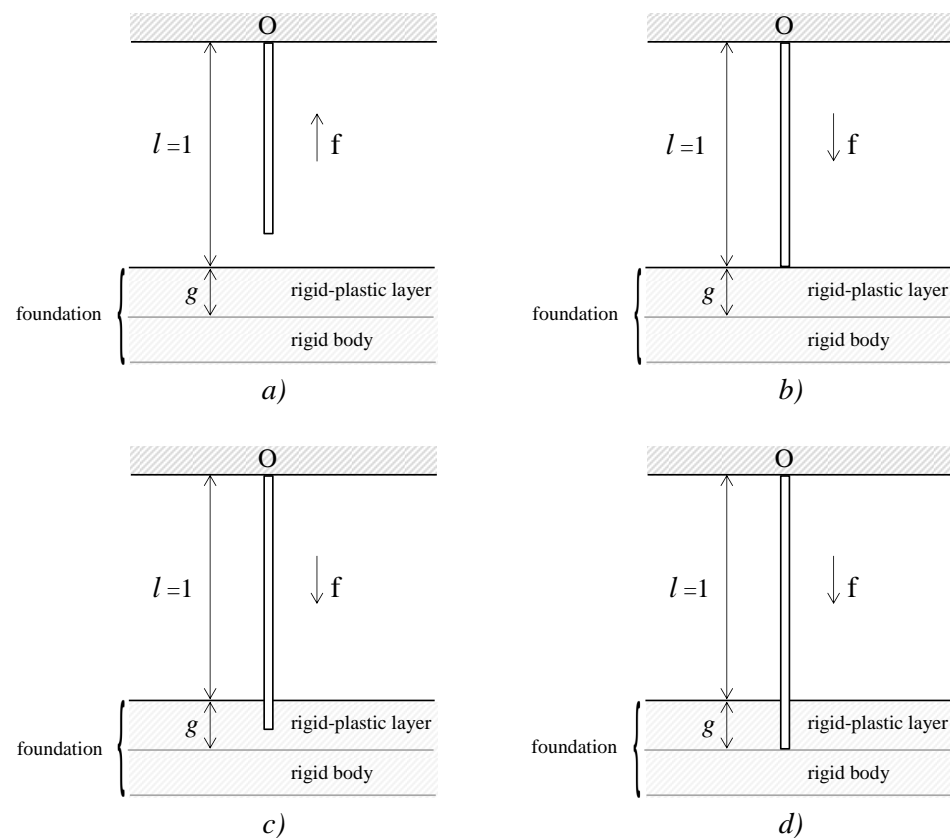 O
l =1
f
g
rigid-plastic layer
foundation
rigid body
a)
O
l =1
f
g
rigid-plastic layer
foundation
rigid body
b)
O
l =1
f
g
rigid-plastic layer
foundation
rigid body
c)
O
l =1
f
g
rigid-plastic layer
foundation
rigid body
d)